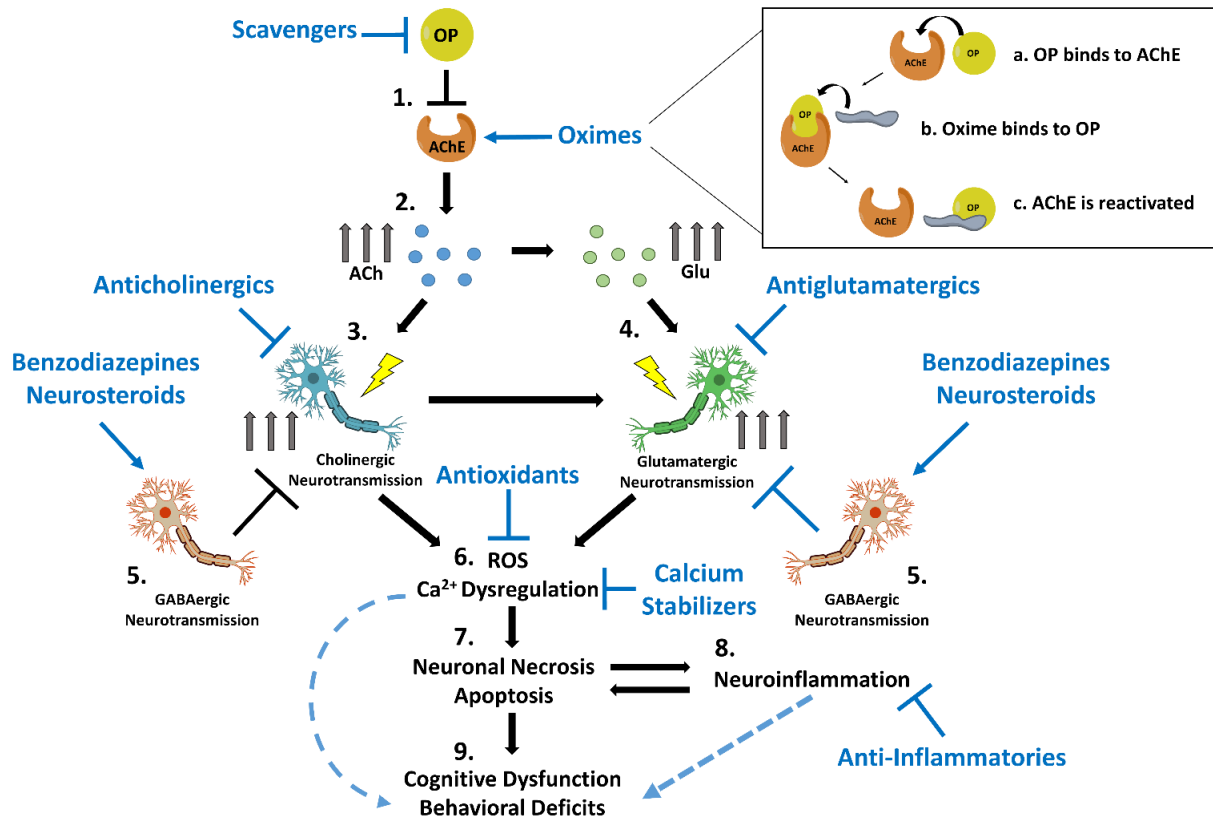 Scavengers
OP
1.
AChE
Oximes
AChE
OP
a. OP binds to AChE
OP
AChE
b. Oxime binds to OP
AChE
OP
c. AChE is reactivated
2.
ACh
Glu
Anticholinergics
Antiglutamatergics
3.
4.
Benzodiazepines
Neurosteroids
Benzodiazepines
Neurosteroids
Cholinergic
Neurotransmission
Glutamatergic
Neurotransmission
Antioxidants
5.
GABAergic
Neurotransmission
5.
GABAergic
Neurotransmission
6.
ROS
Ca²⁺ Dysregulation
Calcium
Stabilizers
7.
Neuronal Necrosis
Apoptosis
8.
Neuroinflammation
Anti-Inflammatories
9.
Cognitive Dysfunction
Behavioral Deficits